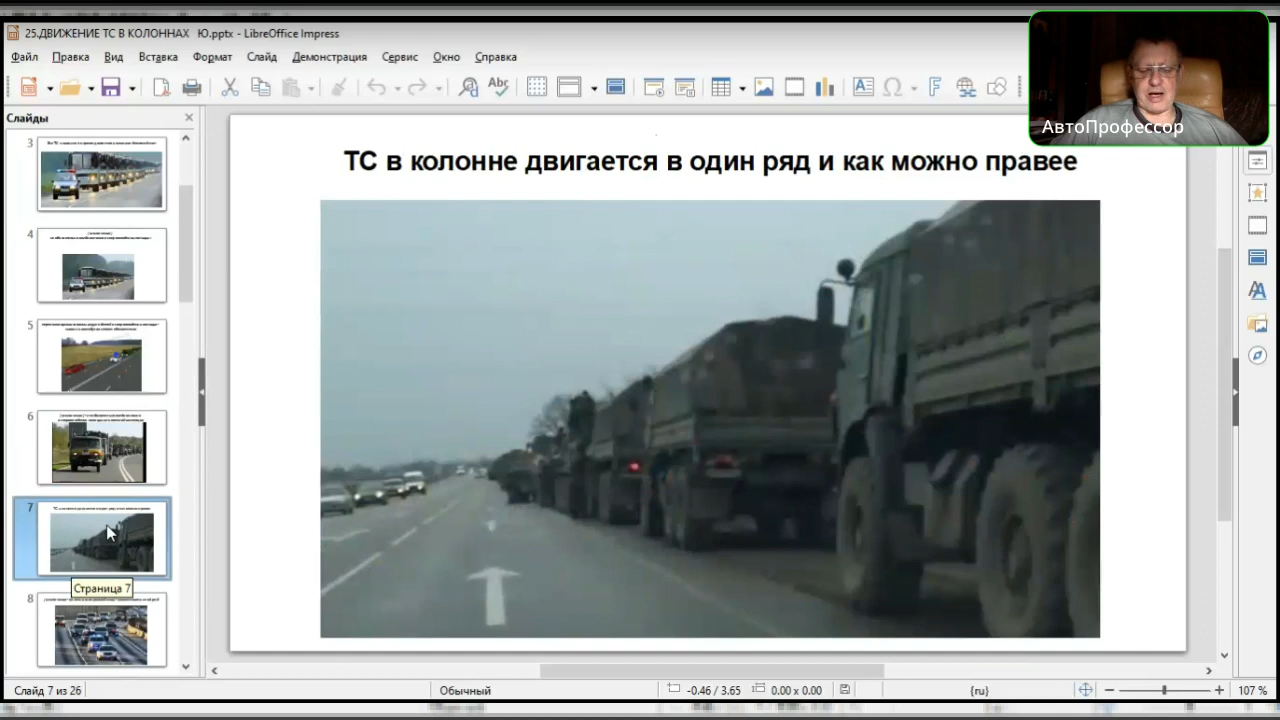 25.ДВИЖЕНИЕ ТС В КОЛОННАХ Ю.pptx - LibreOffice Impress
Файл Правка Вид Вставка Формат Слайд Демонстрация Сервис Окно Справка
АвтоПрофессор
Слайды
ТС в колонне двигается в один ряд и как можно правее
3
4
5
6
7
Страница 7
8
Слайд 7 из 26
Обычный
-0.46 / 3.65
0.00 x 0.00
{ru}
107 %